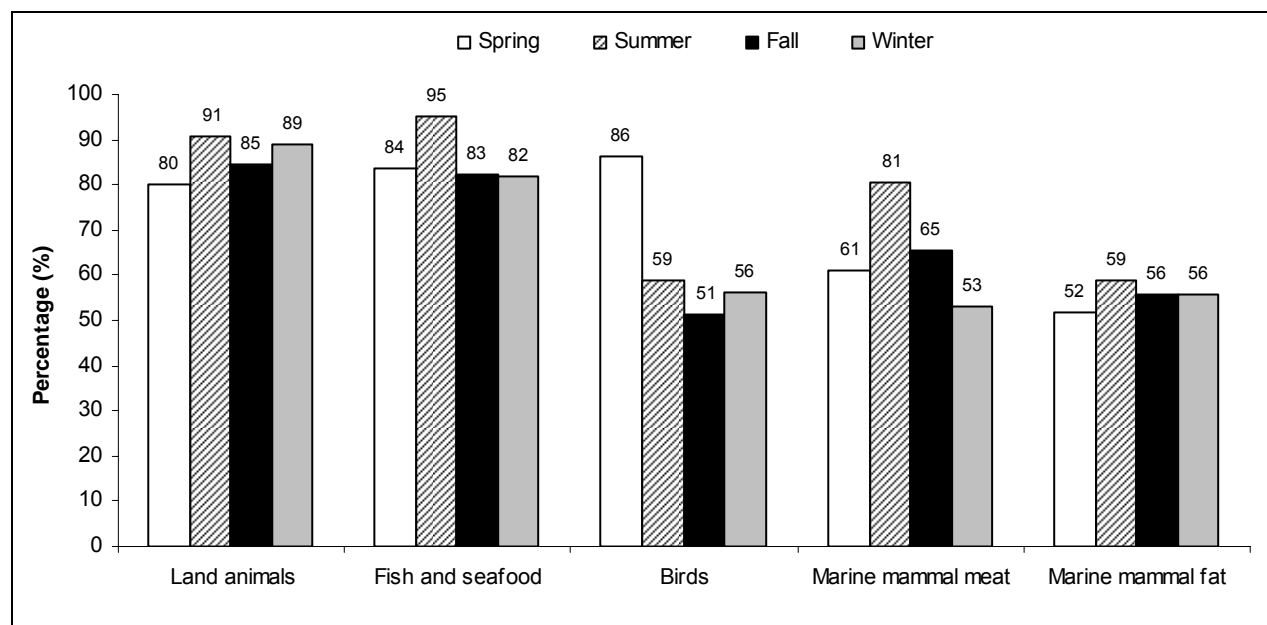 Spring Summer Fall Winter
Percentage (%)
100
90
80
70
60
50
40
30
20
10
0
80 91 85 89
84 95 83 82
86 59 51 56
61 81 65 53
52 59 56 56
Land animals Fish and seafood Birds Marine mammal meat Marine mammal fat